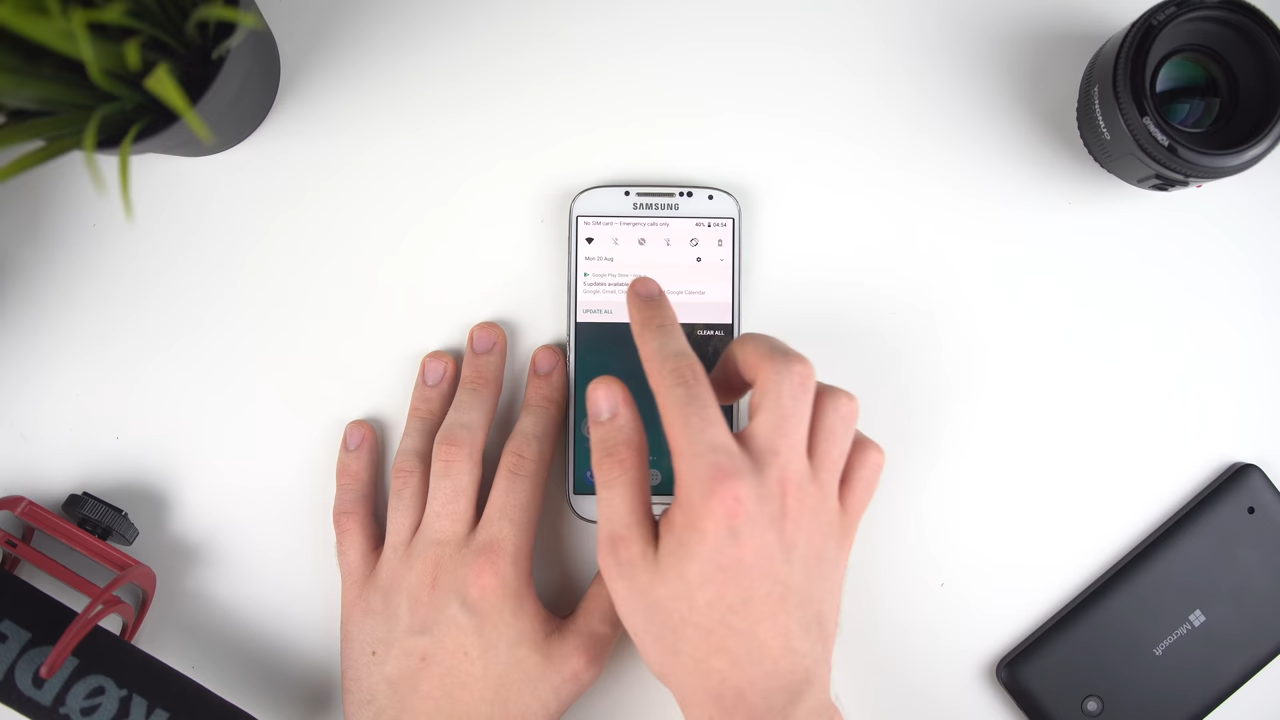 YONGNUO
YONGNUO
SAMSUNG
No SIM card — Emergency calls only
40% 04:54
Mon 20 Aug
Google Play Store •
5 updates available
Google, Gmail,
Google Calendar
UPDATE ALL
CLEAR ALL
RØDE
Microsoft